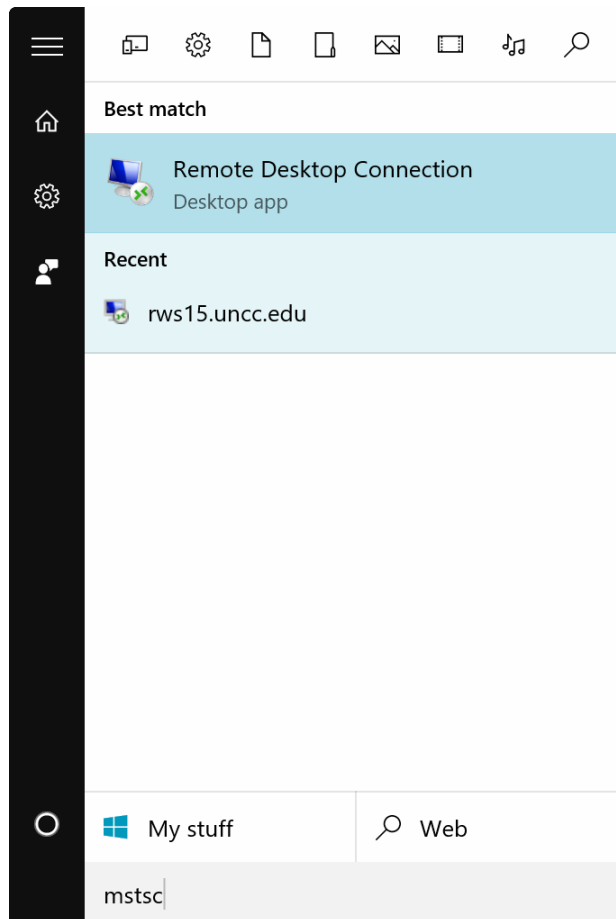 Best match
Remote Desktop Connection
Desktop app
Recent
rws15.uncc.edu
My stuff
Web
mstsc